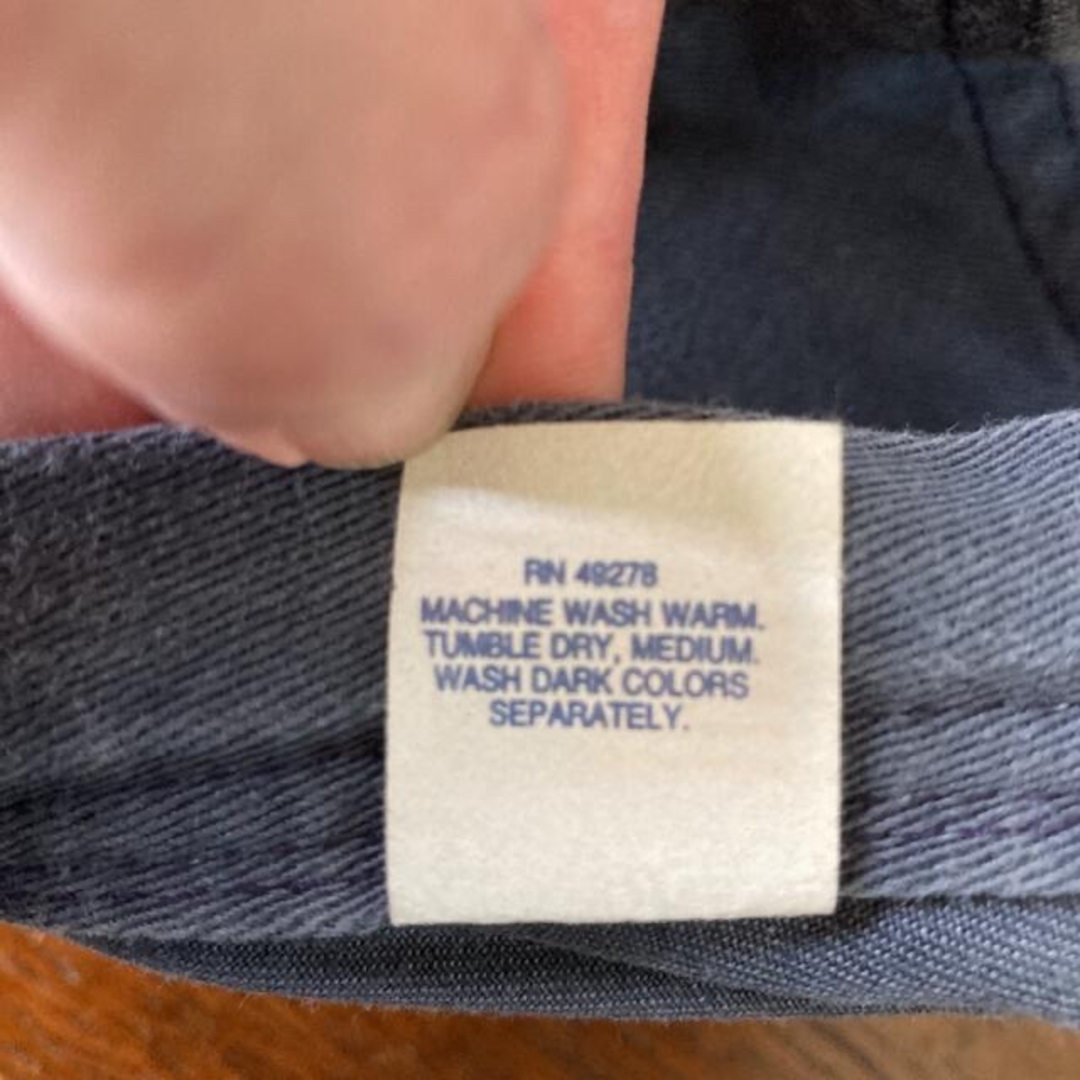 RN 49278
MACHINE WASH WARM.
TUMBLE DRY, MEDIUM.
WASH DARK COLORS
SEPARATELY.